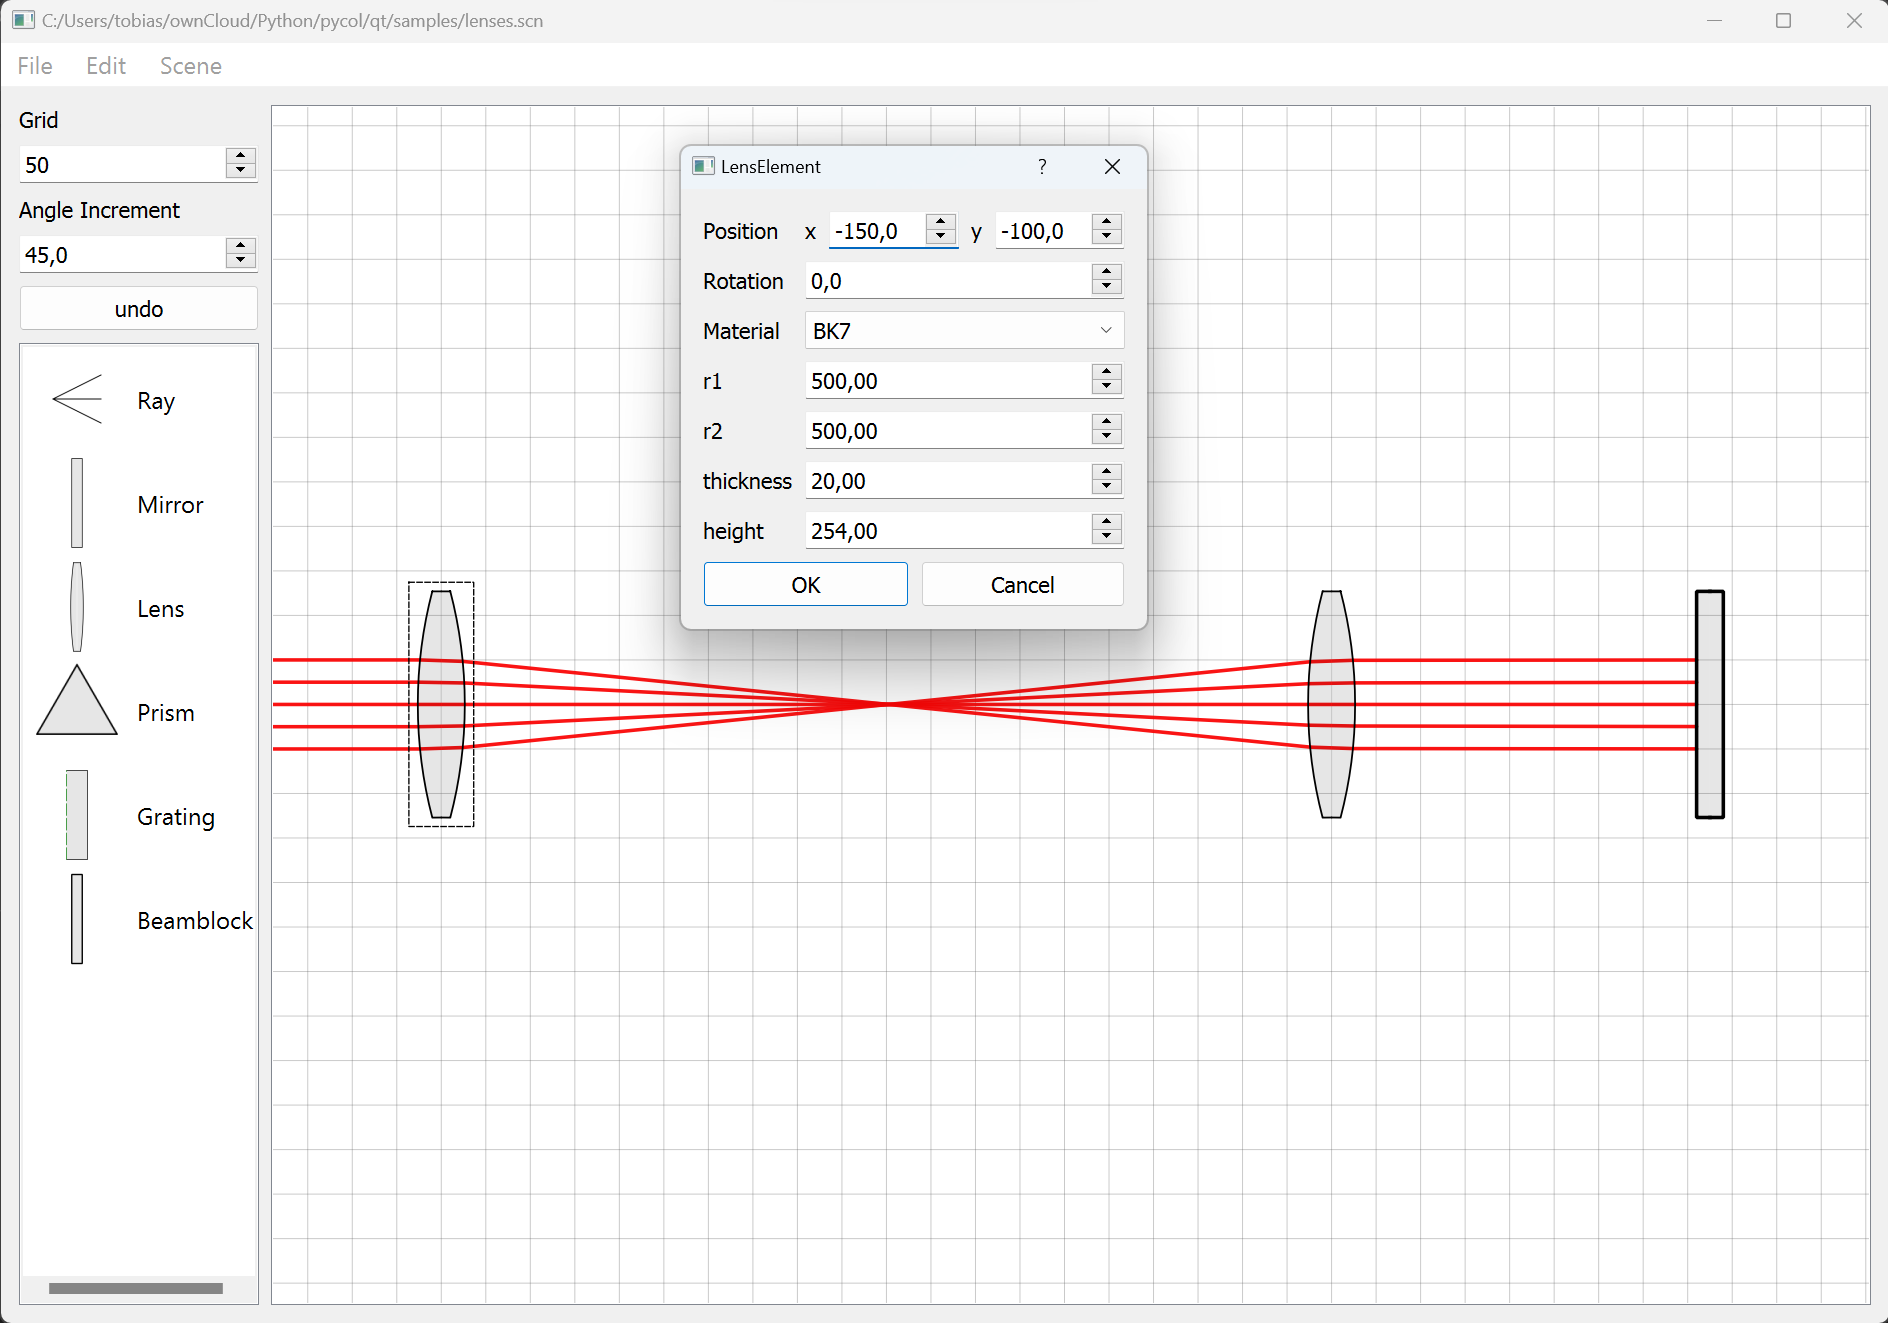 C:/Users/tobias/ownCloud/Python/pycol/qt/samples/lenses.scn
File Edit Scene
Grid
50
Angle Increment
45,0
undo
Ray
Mirror
Lens
Prism
Grating
Beamblock
LensElement ?
Position x -150,0 y -100,0
Rotation 0,0
Material BK7
r1 500,00
r2 500,00
thickness 20,00
height 254,00
OK Cancel